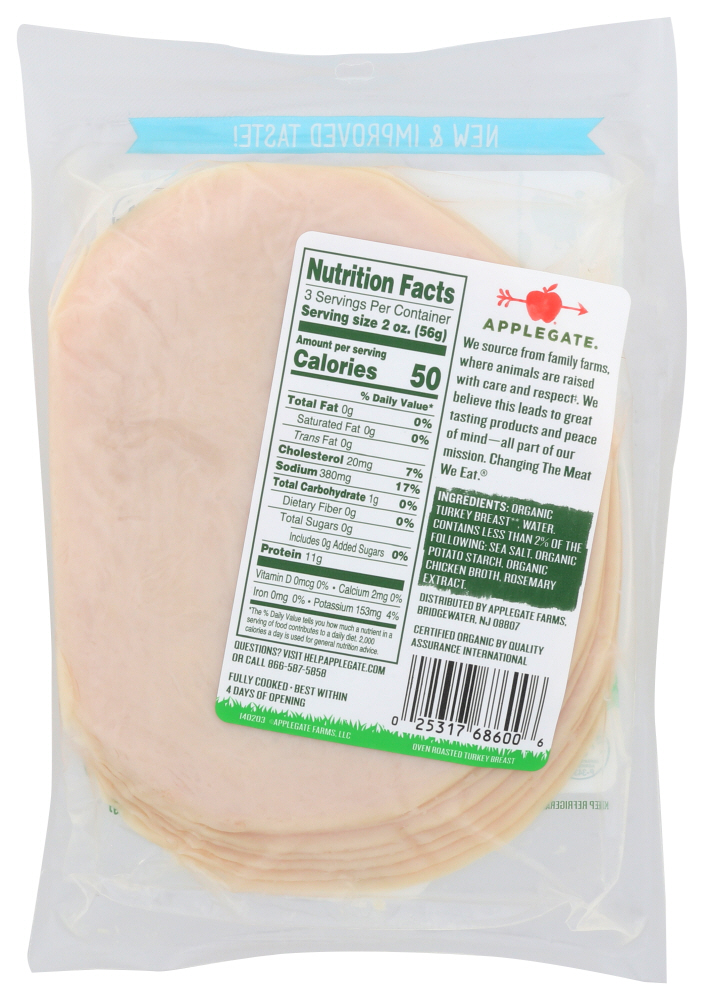 NEW & IMPROVED TASTE!
Nutrition Facts
3 Servings Per Container
Serving size 2 oz. (56g)
Amount per serving
Calories 50
% Daily Value*
Total Fat 0g 0%
Saturated Fat 0g 0%
Trans Fat 0g
Cholesterol 20mg 7%
Sodium 380mg 17%
Total Carbohydrate 1g 0%
Dietary Fiber 0g 0%
Total Sugars 0g
Includes 0g Added Sugars 0%
Protein 11g
Vitamin D 0mcg 0% • Calcium 2mg 0%
Iron 0mg 0% • Potassium 153mg 4%
*The % Daily Value tells you how much a nutrient in a
serving of food contributes to a daily diet. 2,000
calories a day is used for general nutrition advice.
QUESTIONS? VISIT HELP.APPLEGATE.COM
OR CALL 866-587-5858
FULLY COOKED • BEST WITHIN
4 DAYS OF OPENING
140203 ©APPLEGATE FARMS, LLC
APPLEGATE.
We source from family farms,
where animals are raised
with care and respect‡. We
believe this leads to great
tasting products and peace
of mind—all part of our
mission. Changing The Meat
We Eat.®
INGREDIENTS: ORGANIC
TURKEY BREAST**, WATER,
CONTAINS LESS THAN 2% OF THE
FOLLOWING: SEA SALT, ORGANIC
POTATO STARCH, ORGANIC
CHICKEN BROTH, ROSEMARY
EXTRACT.
DISTRIBUTED BY APPLEGATE FARMS,
BRIDGEWATER, NJ 08807
CERTIFIED ORGANIC BY QUALITY
ASSURANCE INTERNATIONAL
0 25317 68600 6
OVEN ROASTED TURKEY BREAST
KEEP